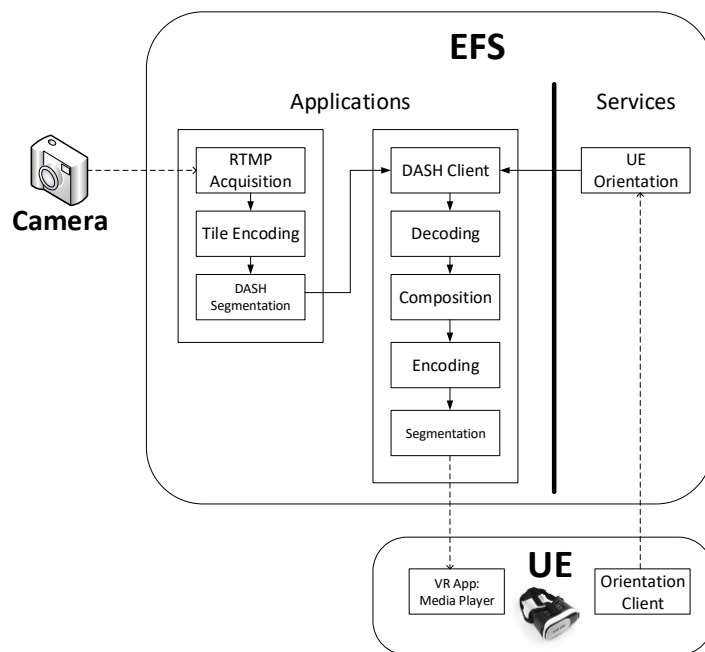 EFS
Applications
Services
RTMP
Acquisition
Tile Encoding
DASH
Segmentation
DASH Client
Decoding
Composition
Encoding
Segmentation
UE
Orientation
Camera
UE
VR App:
Media Player
Orientation
Client